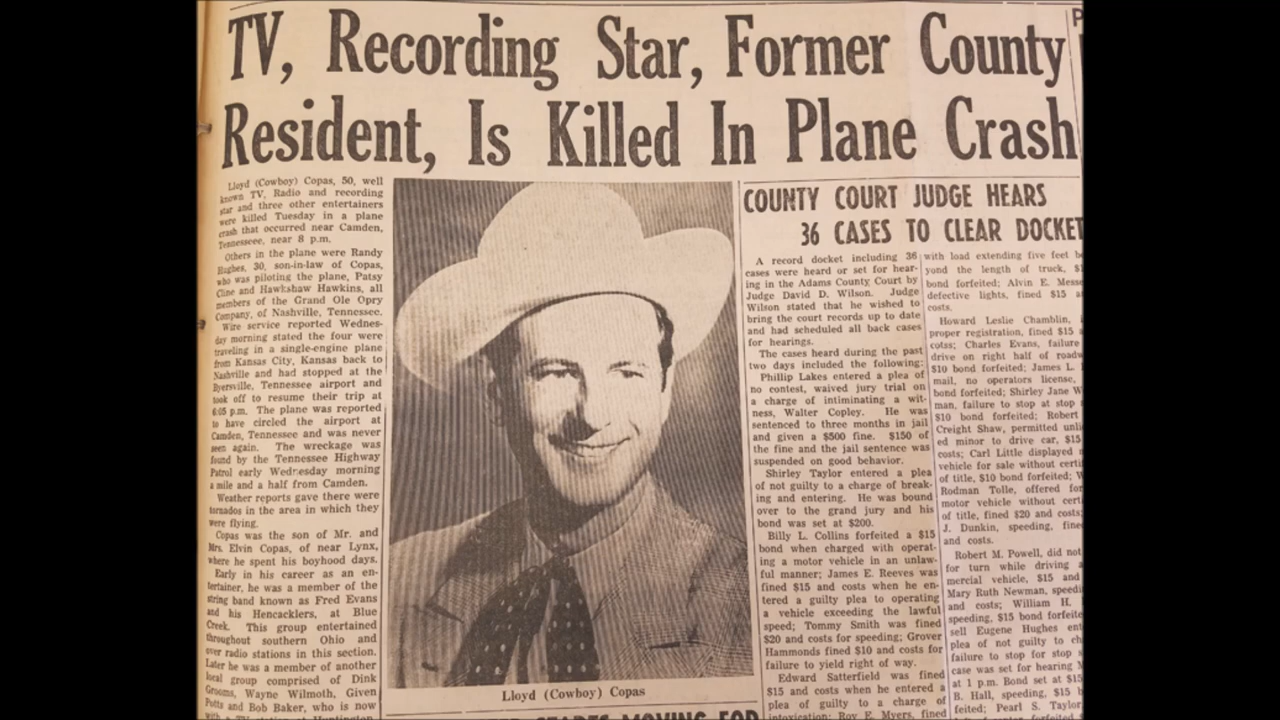 TV, Recording Star, Former County
Resident, Is Killed In Plane Crash
Lloyd (Cowboy) Copas, 50, well
known TV, Radio and recording
star and three other entertainers
were killed Tuesday in a plane
crash that occurred near Camden,
Tennesseee, near 8 p.m.
Others in the plane were Randy
Hughes, 30, son-in-law of Copas,
who was piloting the plane, Patsy
Cline and Hawkshaw Hawkins, all
members of the Grand Ole Opry
Company, of Nashville, Tennessee.
Wire service reported Wednes-
day morning stated the four were
traveling in a single-engine plane
from Kansas City, Kansas back to
Nashville and had stopped at the
Byersville, Tennessee airport and
took off to resume their trip at
6:05 p.m. The plane was reported
to have circled the airport at
Camden, Tennessee and was never
seen again. The wreckage was
found by the Tennessee Highway
Patrol early Wednesday morning
a mile and a half from Camden.
Weather reports gave there were
tornados in the area in which they
were flying.
Copas was the son of Mr. and
Mrs. Elvin Copas, of near Lynx,
where he spent his boyhood days.
Early in his career as an en-
tertainer, he was a member of the
string band known as Fred Evans
and his Hencacklers, at Blue
Creek. This group entertained
throughout southern Ohio and
over radio stations in this section.
Later he was a member of another
local group comprised of Dink
Grooms, Wayne Wilmoth, Given
Potts and Bob Baker, who is now
Lloyd (Cowboy) Copas
COUNTY COURT JUDGE HEARS
36 CASES TO CLEAR DOCKET
A record docket including 36
cases were heard or set for hear-
ing in the Adams County Court by
Judge David D. Wilson. Judge
Wilson stated that he wished to
bring the court records up to date
and had scheduled all back cases
for hearings.
The cases heard during the past
two days included the following:
Phillip Lakes entered a plea of
no contest, waived jury trial on
a charge of intiminating a wit-
ness, Walter Copley. He was
sentenced to three months in jail
and given a $500 fine. $150 of
the fine and the jail sentence was
suspended on good behavior.
Shirley Taylor entered a plea
of not guilty to a charge of break-
ing and entering. He was bound
over to the grand jury and his
bond was set at $200.
Billy L. Collins forfeited a $15
bond when charged with operat-
ing a motor vehicle in an unlaw-
ful manner; James E. Reeves was
fined $15 and costs when he en-
tered a guilty plea to operating
a vehicle exceeding the lawful
speed; Tommy Smith was fined
$20 and costs for speeding; Grover
Hammonds fined $10 and costs for
failure to yield right of way.
Edward Satterfield was fined
$15 and costs when he entered a
plea of guilty to a charge of
intoxication; Roy E. Myers, fined
with load extending five feet
yond the length of truck,
bond forfeited; Alvin E.
defective lights, fined $15
costs.
Howard Leslie Chamblin,
proper registration, fined $15
cotss; Charles Evans, failure
drive on right half of
$10 bond forfeited; James L.
mail, no operators license,
bond forfeited; Shirley Jane
man, failure to stop at stop
$10 bond forfeited; Robert
Creight Shaw, permitted
ed minor to drive car, $15
costs; Carl Little displayed
vehicle for sale without
of title, $10 bond forfeited;
Rodman Tolle, offered for
motor vehicle without
of title, fined $20 and costs;
J. Dunkin, speeding,
and costs.
Robert M. Powell, did not
for turn while driving
mercial vehicle, $15 and
Mary Ruth Newman,
and costs; William H.
speeding, $15 bond
sell Eugene Hughes
plea of not guilty to
failure to stop for stop
case was set for hearing
at 1 p.m. Bond set at $15
B. Hall, speeding, $15
feited; Pearl S. Taylor
MOVING FOR